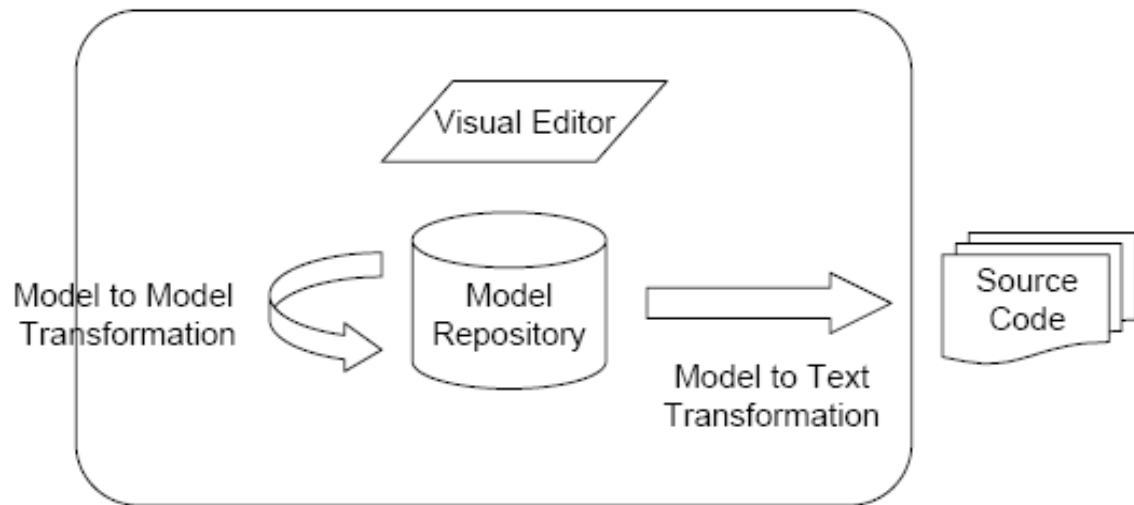 Visual Editor
Model to Model
Transformation
Model
Repository
Source
Code
Model to Text
Transformation